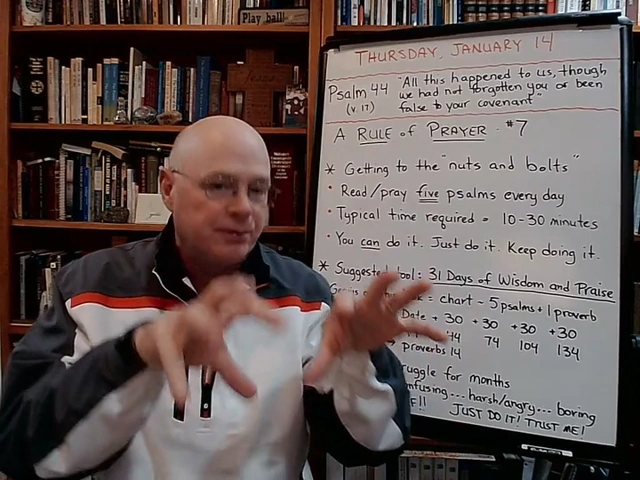 Play ball
Jesus
THURSDAY, JANUARY 14
Psalm 44 "All this happened to us, though
(v. 17) we had not forgotten you or been
false to your covenant"
A RULE of PRAYER #7
* Getting to the "nuts and bolts"
• Read/pray five psalms every day
• Typical time required = 10-30 minutes
• You can do it. Just do it. Keep doing it.
* Suggested tool: 31 Days of Wisdom and Praise
= chart - 5 psalms + 1 proverb
Date + 30 + 30 + 30 + 30
44 74 104 134
proverbs 14
ruggle for months
nfusing... harsh/angry... boring
JUST DO IT! TRUST ME!